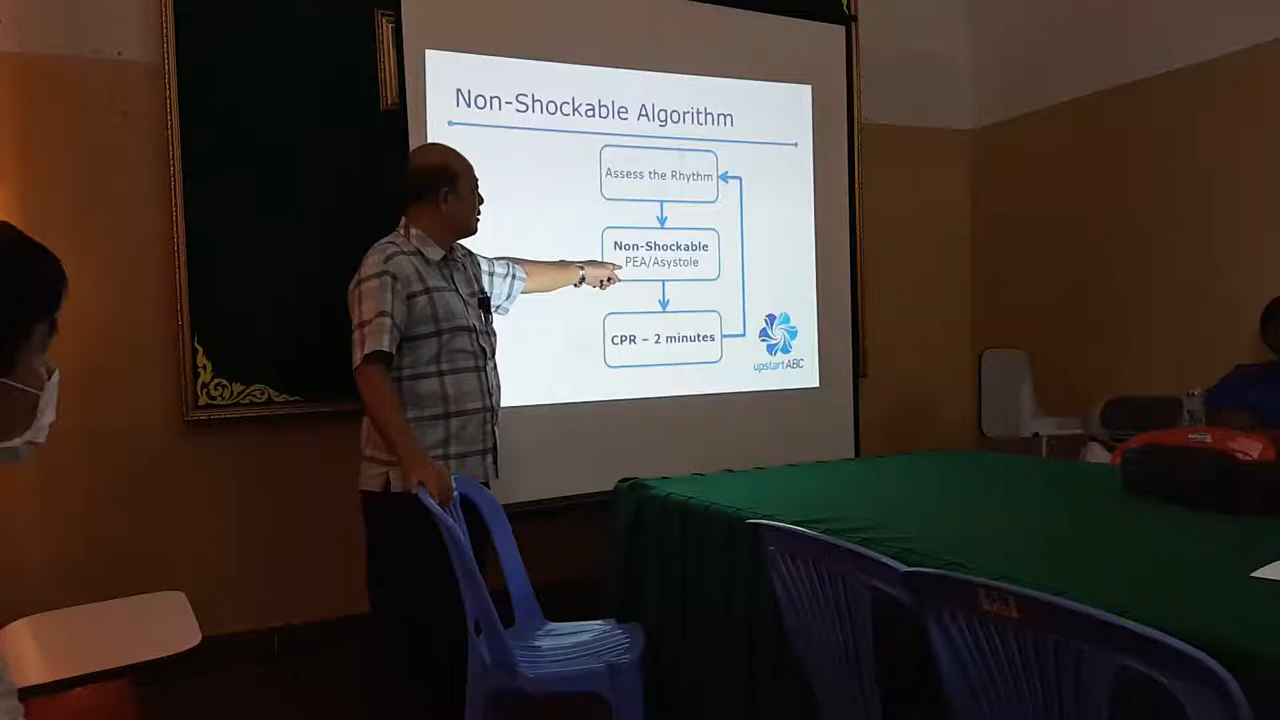 Non-Shockable Algorithm
Assess the Rhythm
Non-Shockable
PEA/Asystole
CPR – 2 minutes
upstartABC